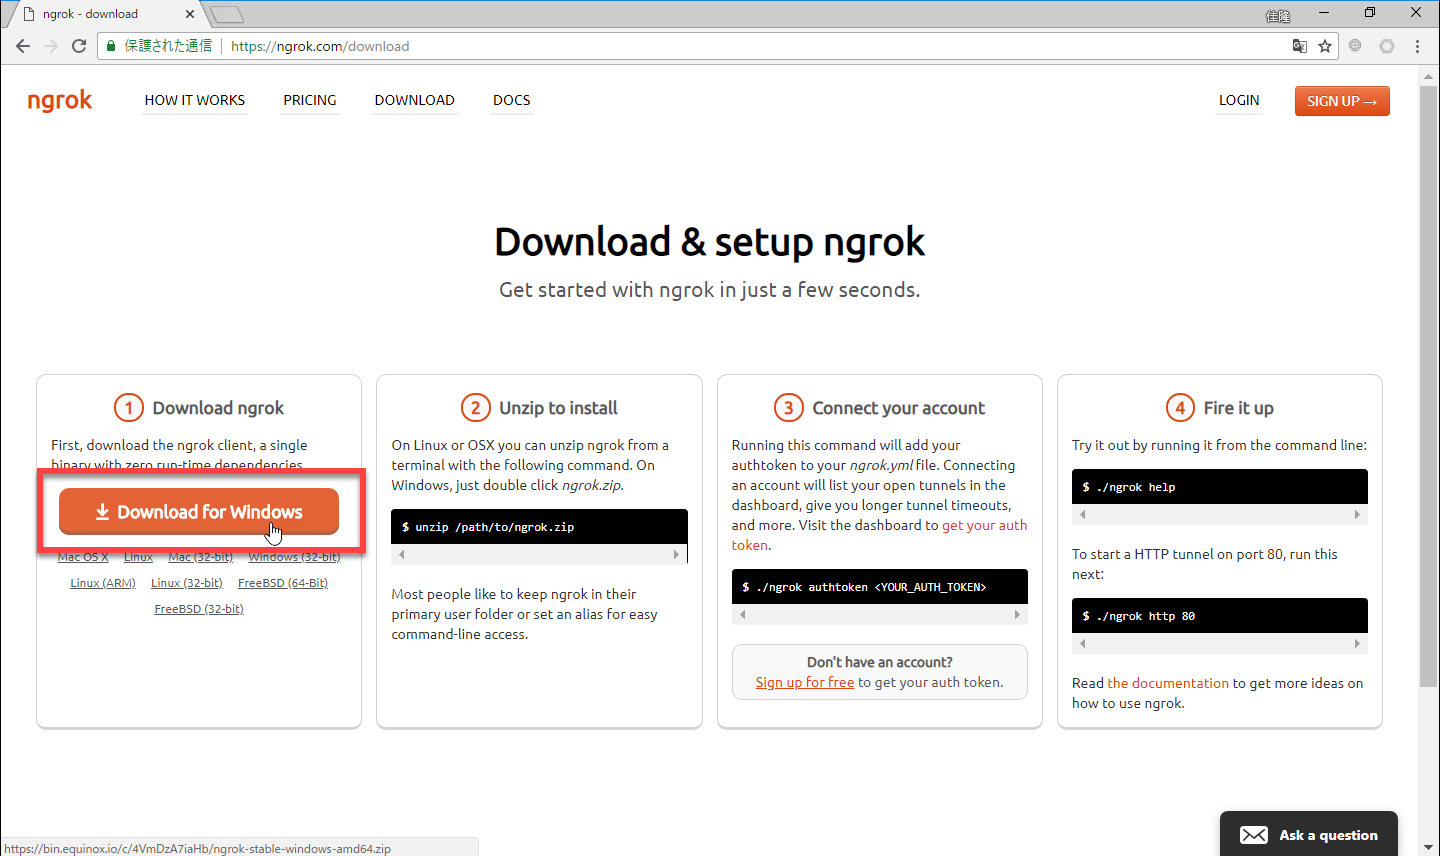 ngrok - download
佳隆
保護された通信
https://ngrok.com/download
ngrok
HOW IT WORKS
PRICING
DOWNLOAD
DOCS
LOGIN
SIGN UP →
Download & setup ngrok
Get started with ngrok in just a few seconds.
1 Download ngrok
First, download the ngrok client, a single
binary with zero run-time dependencies.
Download for Windows
Mac OS X Linux Mac (32-bit) Windows (32-bit)
Linux (ARM) Linux (32-bit) FreeBSD (64-Bit)
FreeBSD (32-bit)
2 Unzip to install
On Linux or OSX you can unzip ngrok from a
terminal with the following command. On
Windows, just double click ngrok.zip.
$ unzip /path/to/ngrok.zip
Most people like to keep ngrok in their
primary user folder or set an alias for easy
command-line access.
3 Connect your account
Running this command will add your
authtoken to your ngrok.yml file. Connecting
an account will list your open tunnels in the
dashboard, give you longer tunnel timeouts,
and more. Visit the dashboard to get your auth
token.
$ ./ngrok authtoken <YOUR_AUTH_TOKEN>
Don't have an account?
Sign up for free to get your auth token.
4 Fire it up
Try it out by running it from the command line:
$ ./ngrok help
To start a HTTP tunnel on port 80, run this
next:
$ ./ngrok http 80
Read the documentation to get more ideas on
how to use ngrok.
Ask a question
https://bin.equinox.io/c/4VmDzA7iaHb/ngrok-stable-windows-amd64.zip